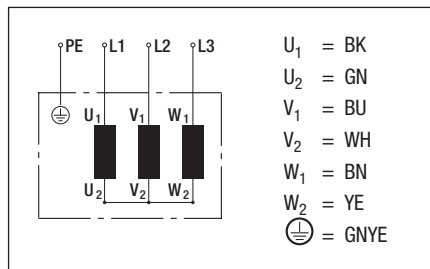 PE L1 L2 L3
U₁ V₁ W₁
U₂ V₂ W₂
U₁ = BK
U₂ = GN
V₁ = BU
V₂ = WH
W₁ = BN
W₂ = YE
⏚ = GNYE